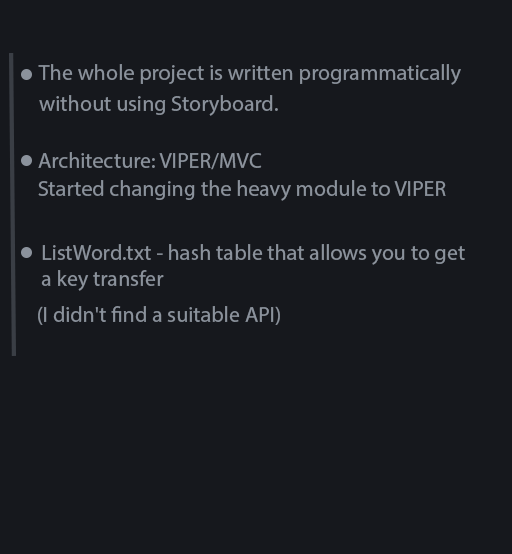 The whole project is written programmatically
without using Storyboard.
Architecture: VIPER/MVC
Started changing the heavy module to VIPER
ListWord.txt - hash table that allows you to get
a key transfer
(I didn't find a suitable API)